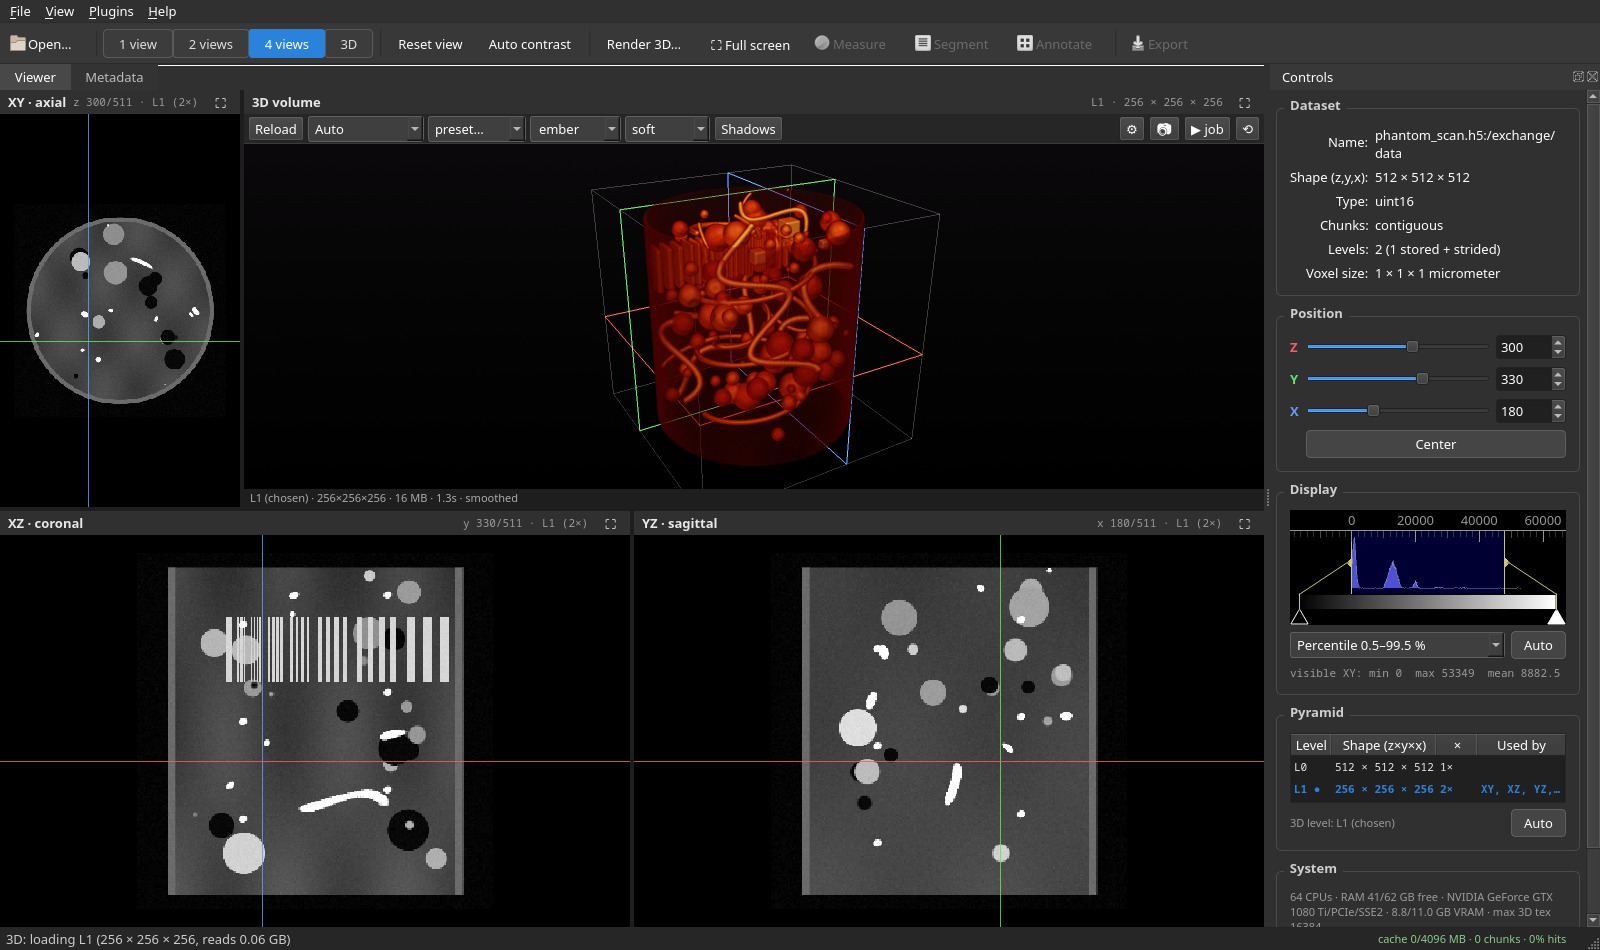 File View Plugins Help
Open... 1 view 2 views 4 views 3D Reset view Auto contrast Render 3D... Full screen Measure Segment Annotate Export
Viewer Metadata
Controls
XY · axial z 300/511 · L1 (2×)
3D volume L1 · 256 × 256 × 256
Reload Auto preset... ember soft Shadows ▶ job
L1 (chosen) · 256×256×256 · 16 MB · 1.3s · smoothed
XZ · coronal y 330/511 · L1 (2×)
YZ · sagittal x 180/511 · L1 (2×)
Dataset
Name: phantom_scan.h5:/exchange/
data
Shape (z,y,x): 512 × 512 × 512
Type: uint16
Chunks: contiguous
Levels: 2 (1 stored + strided)
Voxel size: 1 × 1 × 1 micrometer
Position
Z 300
Y 330
X 180
Center
Display
0 20000 40000 60000
Percentile 0.5–99.5 % Auto
visible XY: min 0 max 53349 mean 8882.5
Pyramid
Level Shape (z×y×x) × Used by
L0 512 × 512 × 512 1×
L1 • 256 × 256 × 256 2× XY, XZ, YZ,…
3D level: L1 (chosen) Auto
System
64 CPUs · RAM 41/62 GB free · NVIDIA GeForce GTX
1080 Ti/PCIe/SSE2 · 8.8/11.0 GB VRAM · max 3D tex
16384
3D: loading L1 (256 × 256 × 256, reads 0.06 GB)
cache 0/4096 MB · 0 chunks · 0% hits